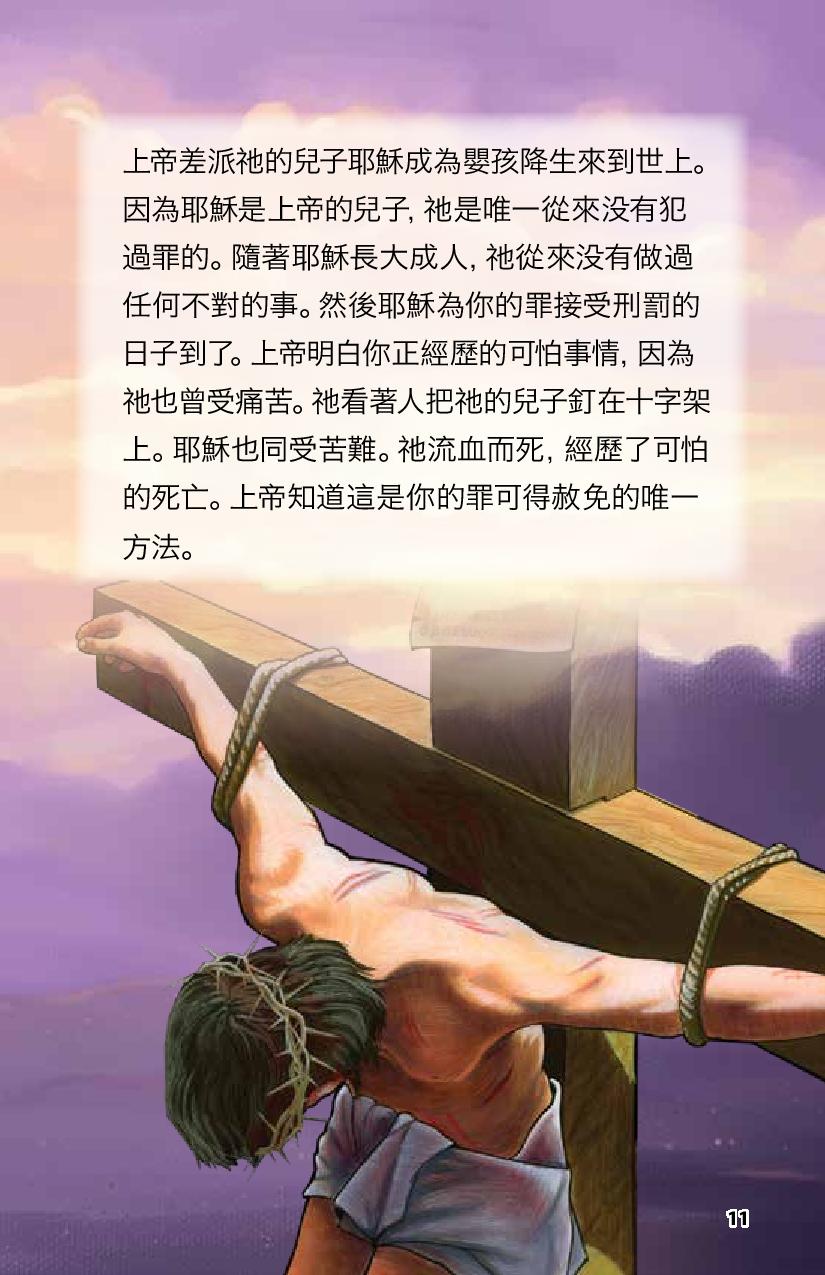 上帝差派祂的兒子耶穌成為嬰孩降生來到世上。
因為耶穌是上帝的兒子, 祂是唯一從來没有犯
過罪的。隨著耶穌長大成人, 祂從來没有做過
任何不對的事。然後耶穌為你的罪接受刑罰的
日子到了。上帝明白你正經歷的可怕事情, 因為
祂也曾受痛苦。祂看著人把祂的兒子釘在十字架
上。耶穌也同受苦難。祂流血而死, 經歷了可怕
的死亡。上帝知道這是你的罪可得赦免的唯一
方法。
11